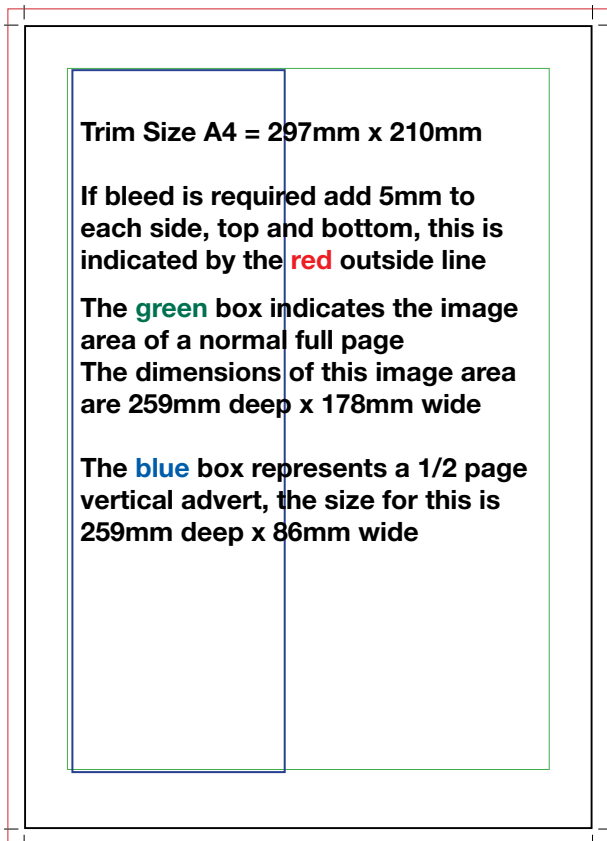 Trim Size A4 = 297mm x 210mm
If bleed is required add 5mm to
each side, top and bottom, this is
indicated by the red outside line
The green box indicates the image
area of a normal full page
The dimensions of this image area
are 259mm deep x 178mm wide
The blue box represents a 1/2 page
vertical advert, the size for this is
259mm deep x 86mm wide